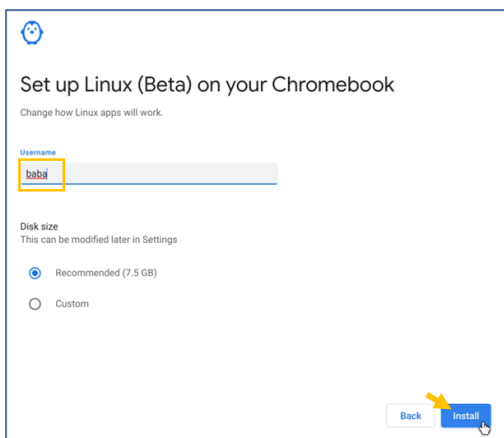 Set up Linux (Beta) on your Chromebook
Change how Linux apps will work.
Username
baba
Disk size
This can be modified later in Settings
Recommended (7.5 GB)
Custom
Back Install